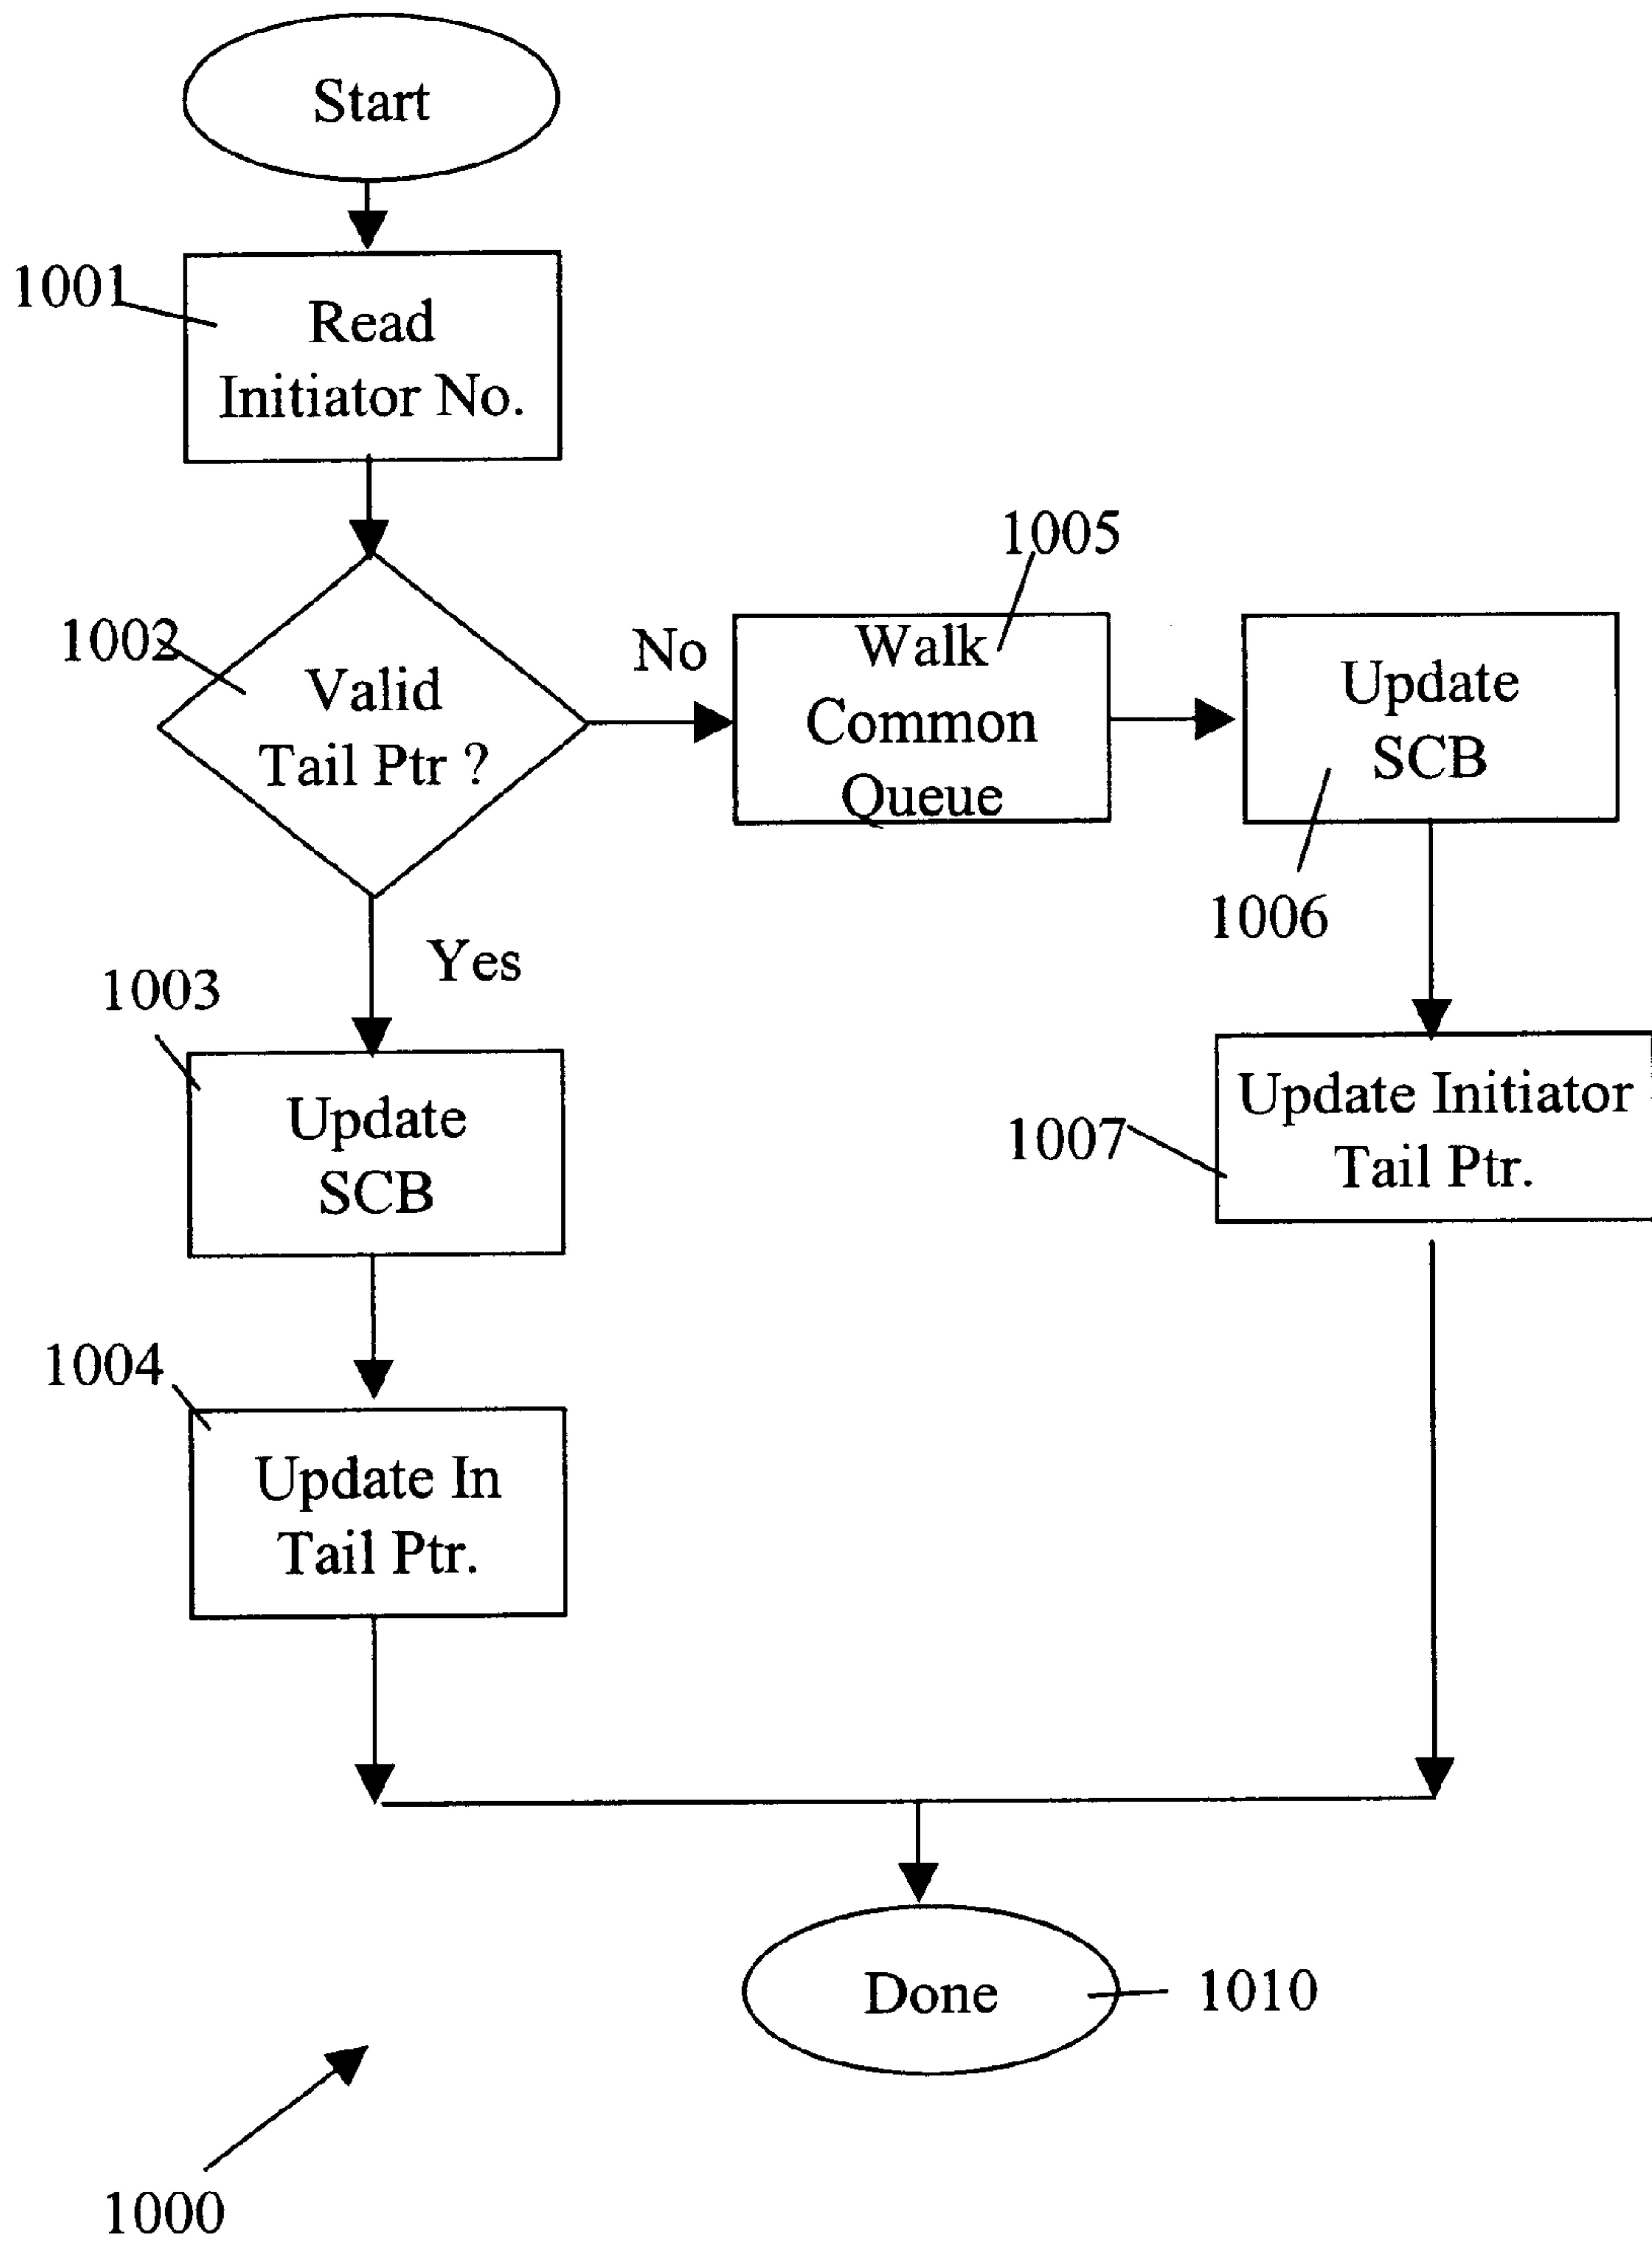 Start
1001
Read
Initiator No.
1002
Valid
Tail Ptr ?
No
1005
Walk
Common
Queue
Update
SCB
1006
Yes
1003
Update
SCB
1007
Update Initiator
Tail Ptr.
1004
Update In
Tail Ptr.
Done
1010
1000